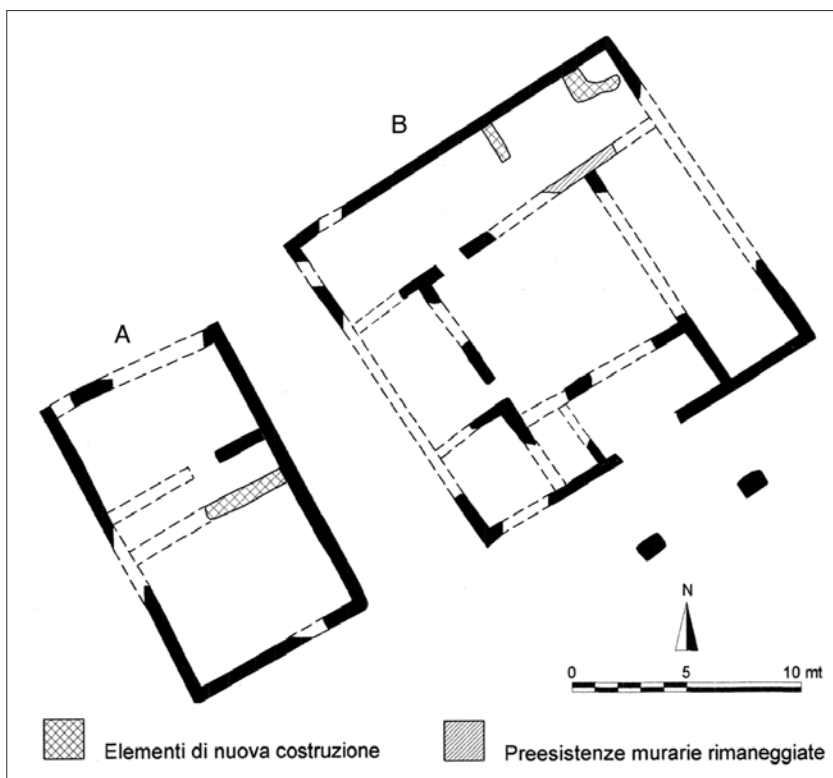 B
A
N
0 5 10 mt
Elementi di nuova costruzione Preesistenze murarie rimaneggiate